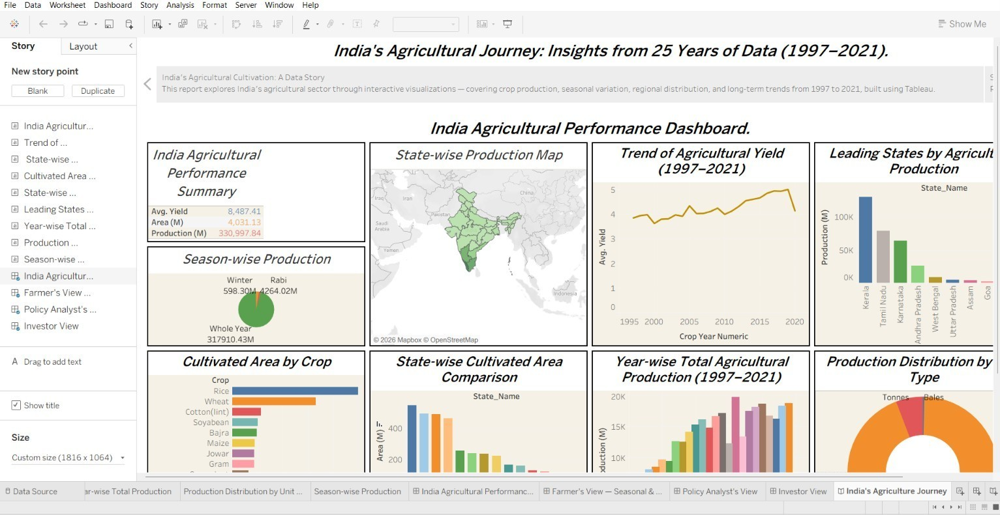 File Data Worksheet Dashboard Story Analysis Format Server Window Help
Show Me
Story Layout
New story point
Blank Duplicate
India Agricultur...
Trend of ...
State-wise ...
Cultivated Area ...
State-wise ...
Leading States ...
Year-wise Total ...
Production ...
Season-wise ...
India Agricultur...
Farmer's View ...
Policy Analyst's ...
Investor View
A Drag to add text
Show title
Size
Custom size (1816 x 1064)
India's Agricultural Journey: Insights from 25 Years of Data (1997–2021).
India's Agricultural Cultivation: A Data Story
This report explores India's agricultural sector through interactive visualizations — covering crop production, seasonal variation, regional distribution, and long-term trends from 1997 to 2021, built using Tableau.
India Agricultural Performance Dashboard.
India Agricultural
Performance
Summary
Avg. Yield 8,487.41
Area (M) 4,031.13
Production (M) 330,997.84
Season-wise Production
Winter Rabi
598.30M 4264.02M
Whole Year
317910.43M
State-wise Production Map
Iraq
Iran
China
Pakistan
Saudi
Arabia
Yemen
Indonesia
© 2026 Mapbox © OpenStreetMap
Trend of Agricultural Yield
(1997–2021)
Avg. Yield
5
4
3
2
1
0
1995 2000 2005 2010 2015 2020
Crop Year Numeric
Leading States by Agricult
Production
State_Name
Production (M)
100K
50K
0K
Kerala
Tamil Nadu
Karnataka
Andhra Pradesh
West Bengal
Uttar Pradesh
Assam
Goa
Cultivated Area by Crop
Crop
Rice
Wheat
Cotton(lint)
Soyabean
Bajra
Maize
Jowar
Gram
State-wise Cultivated Area
Comparison
State_Name
Area (M)
400
200
Year-wise Total Agricultural
Production (1997–2021)
20K
15K
10K
duction (M)
Production Distribution by
Type
Tonnes Bales
Data Source ar-wise Total Production Production Distribution by Unit ... Season-wise Production India Agricultural Performanc... Farmer's View — Seasonal & ... Policy Analyst's View Investor View India's Agriculture Journey